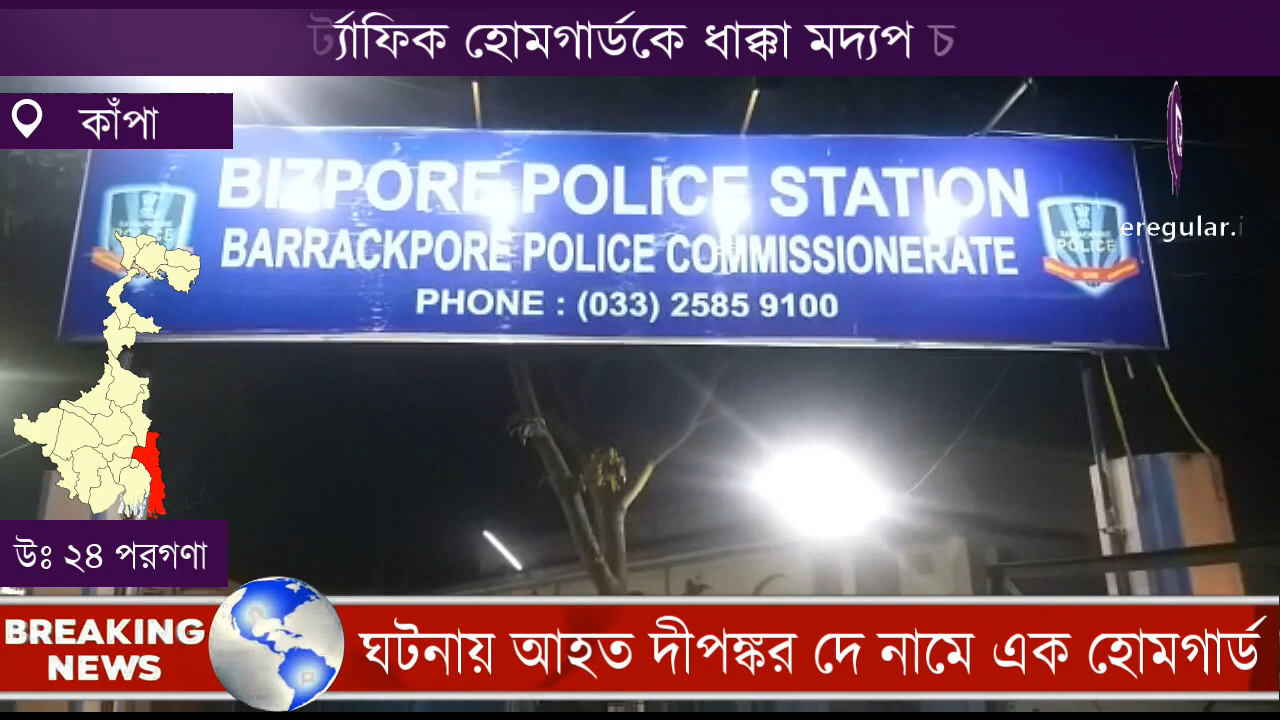 র্ট্যাফিক হোমগার্ডকে ধাক্কা মদ্যপ চ
কাঁপা
BIZPORE POLICE STATION
BARRACKPORE POLICE COMMISSIONERATE
PHONE : (033) 2585 9100
POLICE
eregular.
উঃ ২৪ পরগণা
BREAKING NEWS
ঘটনায় আহত দীপঙ্কর দে নামে এক হোমগার্ড